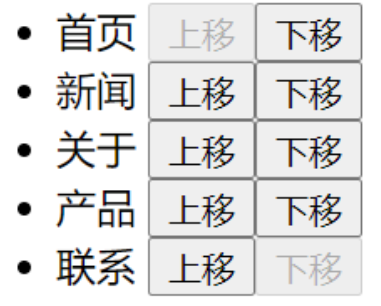 首页 上移 下移
新闻 上移 下移
关于 上移 下移
产品 上移 下移
联系 上移 下移